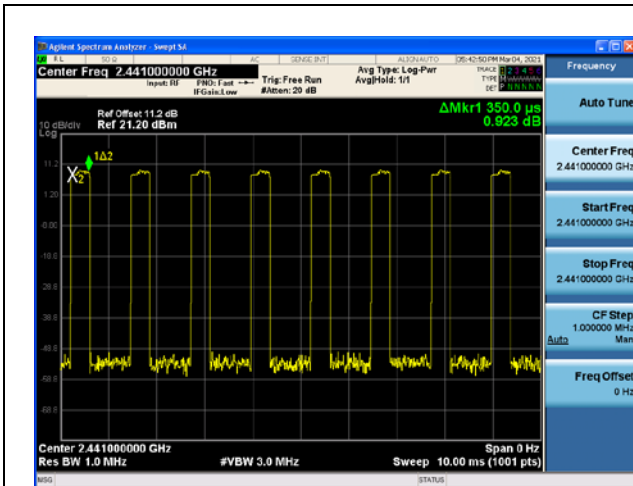 Agilent Spectrum Analyzer - Swept SA
RL 50 Ω AC SENSE:INT ALIGN AUTO 05:42:50 PM Mar 04, 2021
Center Freq 2.441000000 GHz
Input: RF PNO: Fast
IFGain:Low
Trig: Free Run
#Atten: 20 dB
Avg Type: Log-Pwr
Avg|Hold: 1/1
TRACE 1 2 3 4 5 6
TYPE
DET P N N N N N
Ref Offset 11.2 dB
10 dB/div Ref 21.20 dBm
Log
ΔMkr1 350.0 µs
0.923 dB
1Δ2
X2
11.2
1.20
-8.80
-18.8
-28.8
-38.8
-48.8
-58.8
-68.8
Center 2.441000000 GHz
Span 0 Hz
Res BW 1.0 MHz #VBW 3.0 MHz Sweep 10.00 ms (1001 pts)
MSG STATUS
Frequency
Auto Tune
Center Freq
2.441000000 GHz
Start Freq
2.441000000 GHz
Stop Freq
2.441000000 GHz
CF Step
1.000000 MHz
Auto Man
Freq Offset
0 Hz